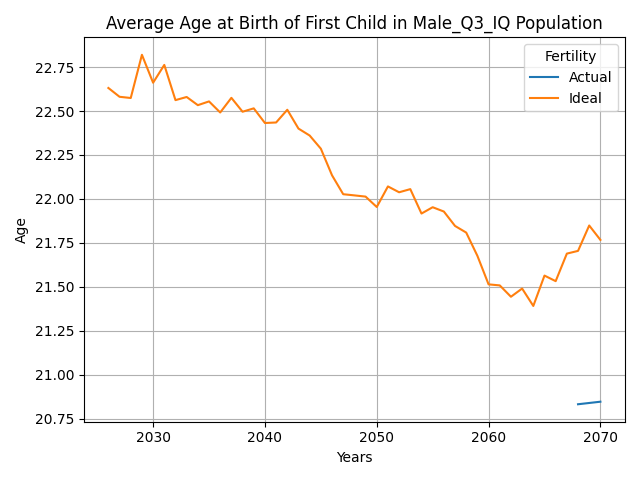 Average Age at Birth of First Child in Male_Q3_IQ Population
Fertility
Actual
Ideal
Age
22.75
22.50
22.25
22.00
21.75
21.50
21.25
21.00
20.75
2030
2040
2050
2060
2070
Years